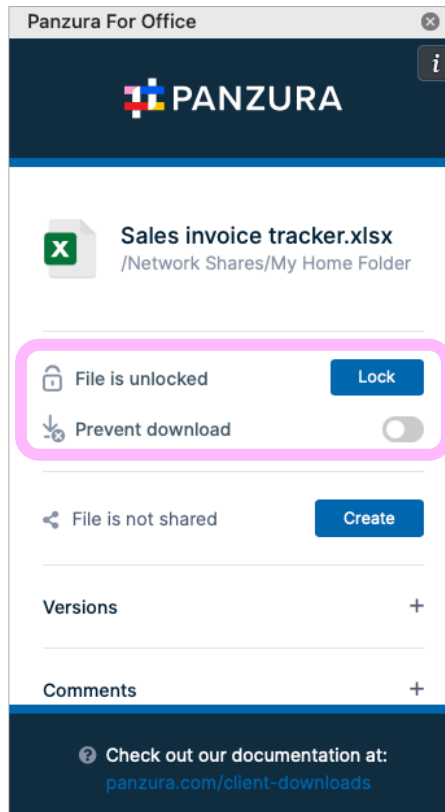 Panzura For Office
i
PANZURA
X
Sales invoice tracker.xlsx
/Network Shares/My Home Folder
File is unlocked
Lock
Prevent download
File is not shared
Create
Versions
+
Comments
+
? Check out our documentation at:
panzura.com/client-downloads